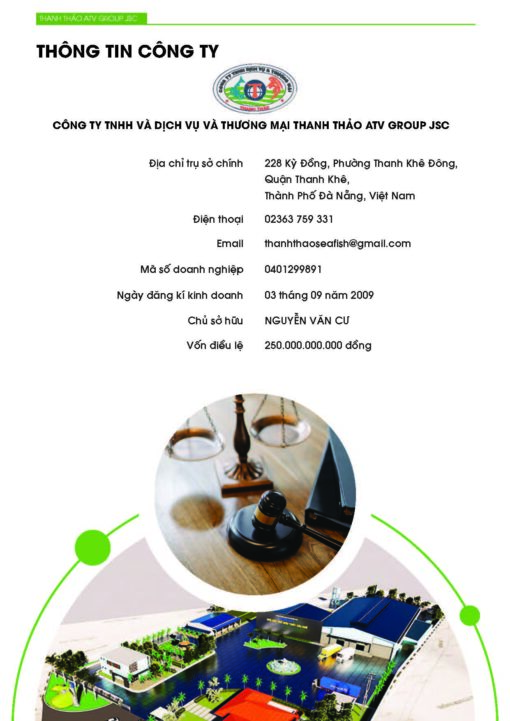 THANH THẢO ATV GROUP JSC
THÔNG TIN CÔNG TY
THANH THẢO
CÔNG TY TNHH VÀ DỊCH VỤ VÀ THƯƠNG MẠI THANH THẢO ATV GROUP JSC
Địa chỉ trụ sở chính 228 Kỳ Đồng, Phường Thanh Khê Đông,
Quận Thanh Khê,
Thành Phố Đà Nẵng, Việt Nam
Điện thoại 02363 759 331
Email thanhthaoseafish@gmail.com
Mã số doanh nghiệp 0401299891
Ngày đăng kí kinh doanh 03 tháng 09 năm 2009
Chủ sở hữu NGUYỄN VĂN CƯ
Vốn điều lệ 250.000.000.000 đồng